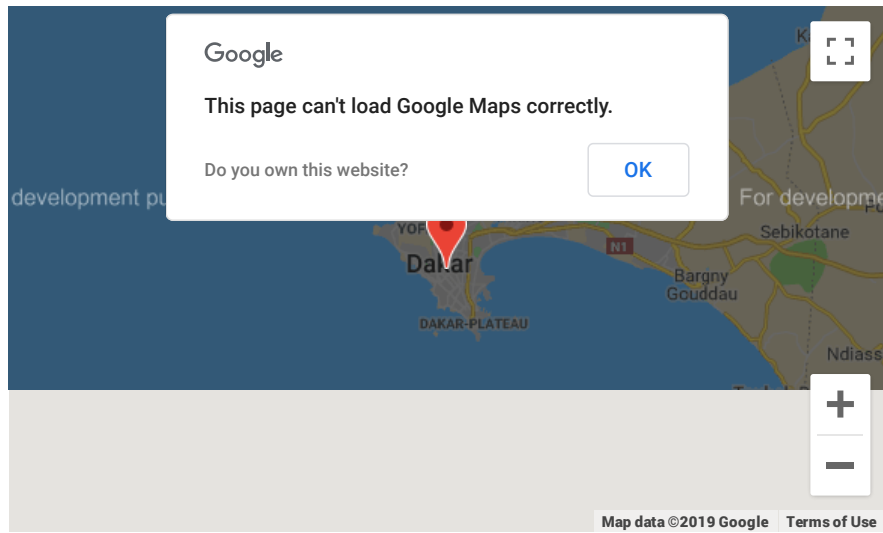 Google
This page can't load Google Maps correctly.
Do you own this website?
OK
development pu
For developme
YOF
Sebikotane
N1
Dakar
Bargny
Gouddau
DAKAR-PLATEAU
Ndiass
Map data ©2019 Google
Terms of Use